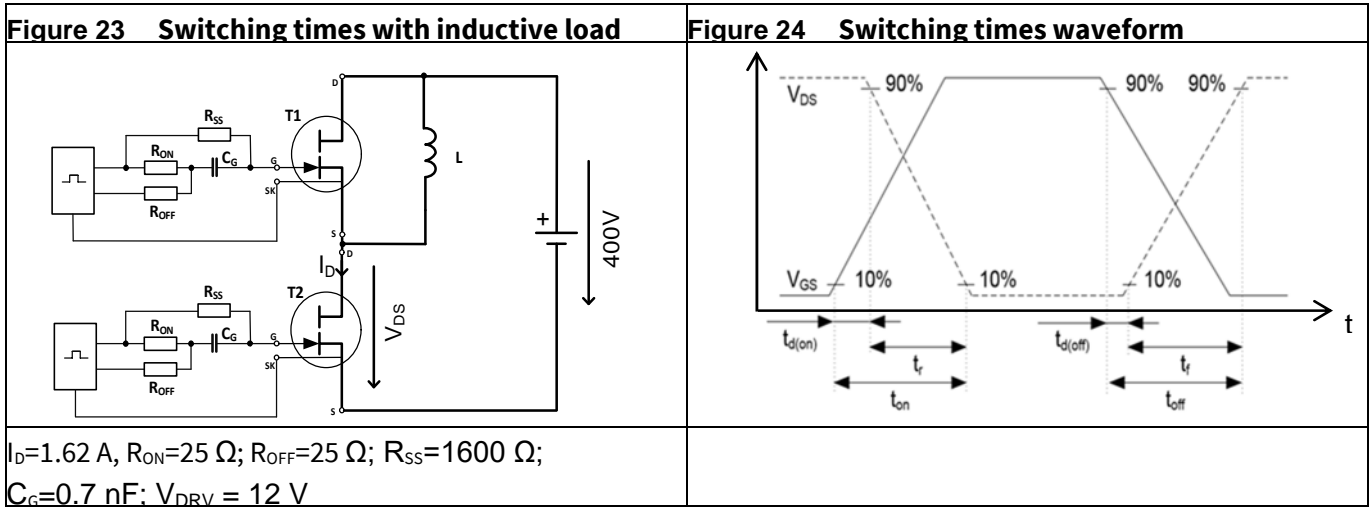 Figure 23 Switching times with inductive load
D
T1
RSS
RON
CG
G
SK
ROFF
L
S
D
ID
+
400V
VDS
T2
RSS
RON
CG
G
SK
ROFF
S
ID=1.62 A, RON=25 Ω; ROFF=25 Ω; RSS=1600 Ω;
CG=0.7 nF; VDRV = 12 V
Figure 24 Switching times waveform
VDS
90%
90%
90%
VGS
10%
10%
10%
t
td(on)
td(off)
tr
tf
ton
toff